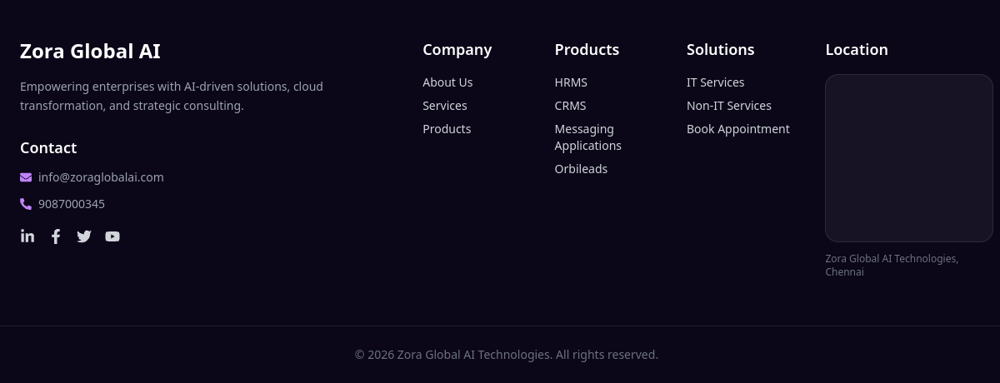 Zora Global AI
Empowering enterprises with AI-driven solutions, cloud
transformation, and strategic consulting.
Contact
info@zoraglobalai.com
9087000345
Company
About Us
Services
Products
Products
HRMS
CRMS
Messaging
Applications
Orbileads
Solutions
IT Services
Non-IT Services
Book Appointment
Location
Zora Global AI Technologies,
Chennai
© 2026 Zora Global AI Technologies. All rights reserved.